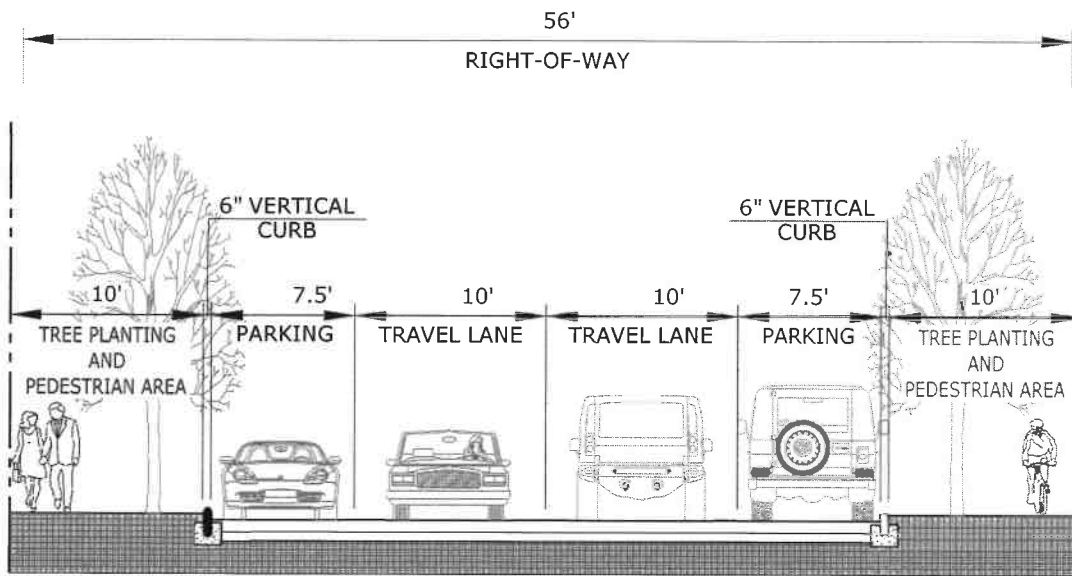 56'
RIGHT-OF-WAY
6" VERTICAL
CURB
6" VERTICAL
CURB
10'
7.5'
10'
10'
7.5'
10'
TREE PLANTING
AND
PEDESTRIAN AREA
PARKING
TRAVEL LANE
TRAVEL LANE
PARKING
TREE PLANTING
AND
PEDESTRIAN AREA